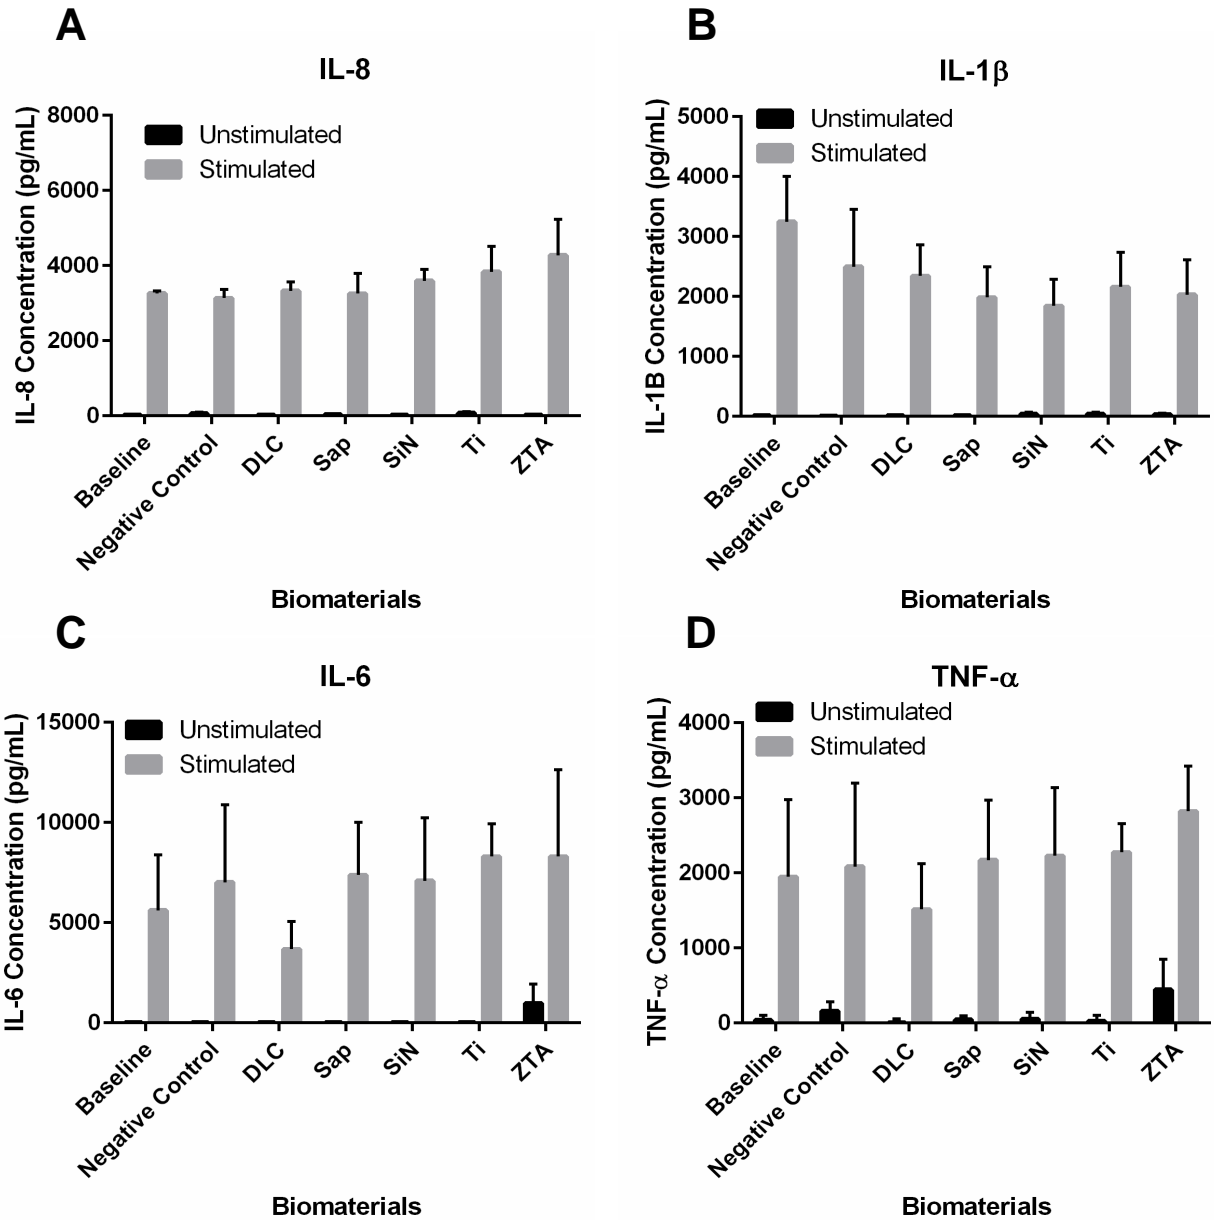 A
IL-8
IL-8 Concentration (pg/mL)
8000
6000
4000
2000
0
Unstimulated
Stimulated
Baseline
Negative Control
DLC
Sap
SiN
Ti
ZTA
Biomaterials
B
IL-1β
IL-1B Concentration (pg/mL)
5000
4000
3000
2000
1000
0
Unstimulated
Stimulated
Baseline
Negative Control
DLC
Sap
SiN
Ti
ZTA
Biomaterials
C
IL-6
IL-6 Concentration (pg/mL)
15000
10000
5000
0
Unstimulated
Stimulated
Baseline
Negative Control
DLC
Sap
SiN
Ti
ZTA
Biomaterials
D
TNF-α
TNF-α Concentration (pg/mL)
4000
3000
2000
1000
0
Unstimulated
Stimulated
Baseline
Negative Control
DLC
Sap
SiN
Ti
ZTA
Biomaterials